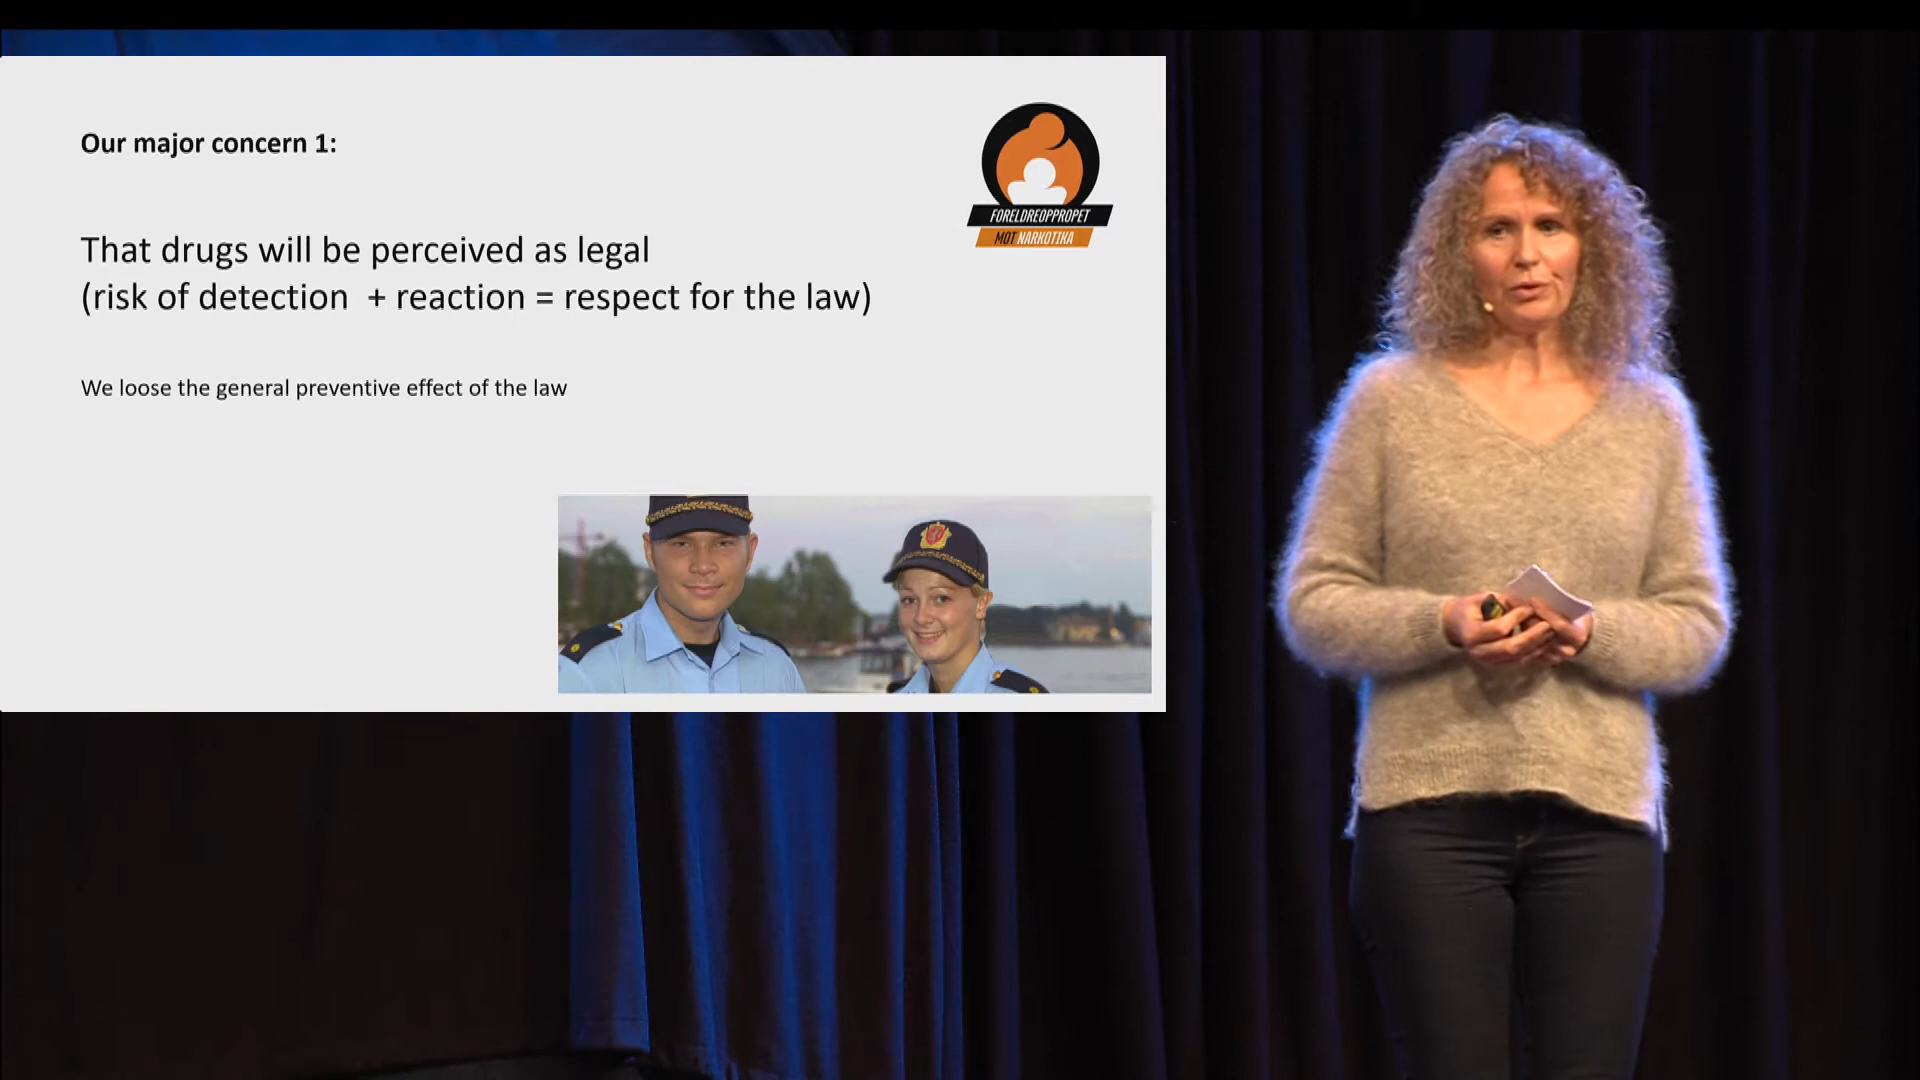 Our major concern 1:
FORELDREOPPROPET
MOT NARKOTIKA
That drugs will be perceived as legal
(risk of detection + reaction = respect for the law)
We loose the general preventive effect of the law